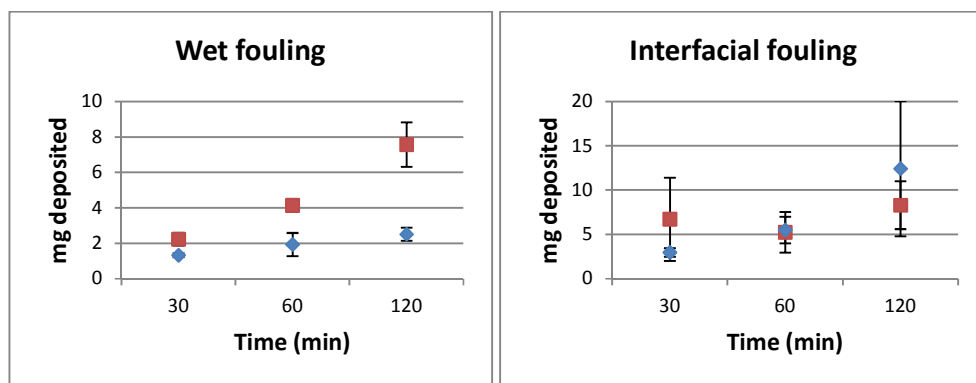 Wet fouling
10
8
6
4
2
0
mg deposited
30 60 120
Time (min)
Interfacial fouling
20
15
10
5
0
mg deposited
30 60 120
Time (min)